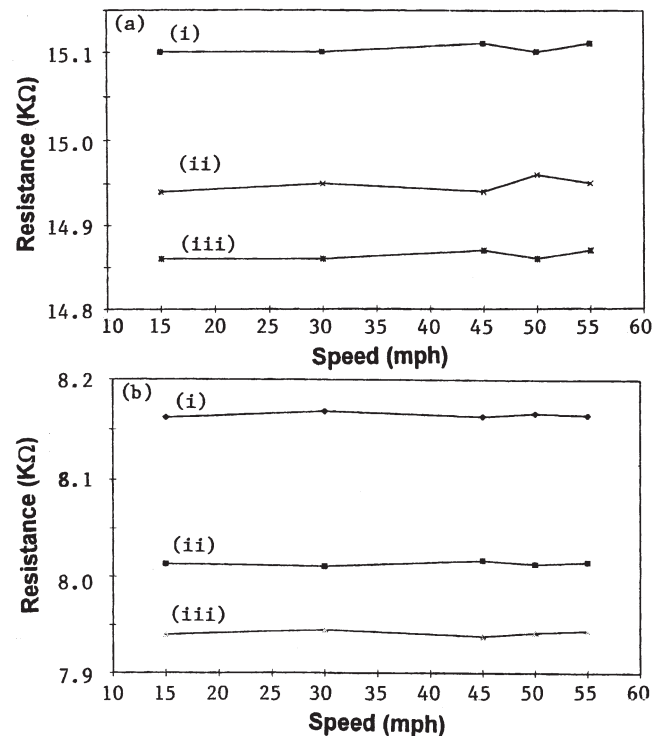 (a)
(i)
15.1
15.0
(ii)
14.9
(iii)
14.8
10 15 20 25 30 35 40 45 50 55 60
Resistance (KΩ)
Speed (mph)
8.2
(b)
(i)
8.1
(ii)
8.0
(iii)
7.9
10 15 20 25 30 35 40 45 50 55 60
Resistance (KΩ)
Speed (mph)